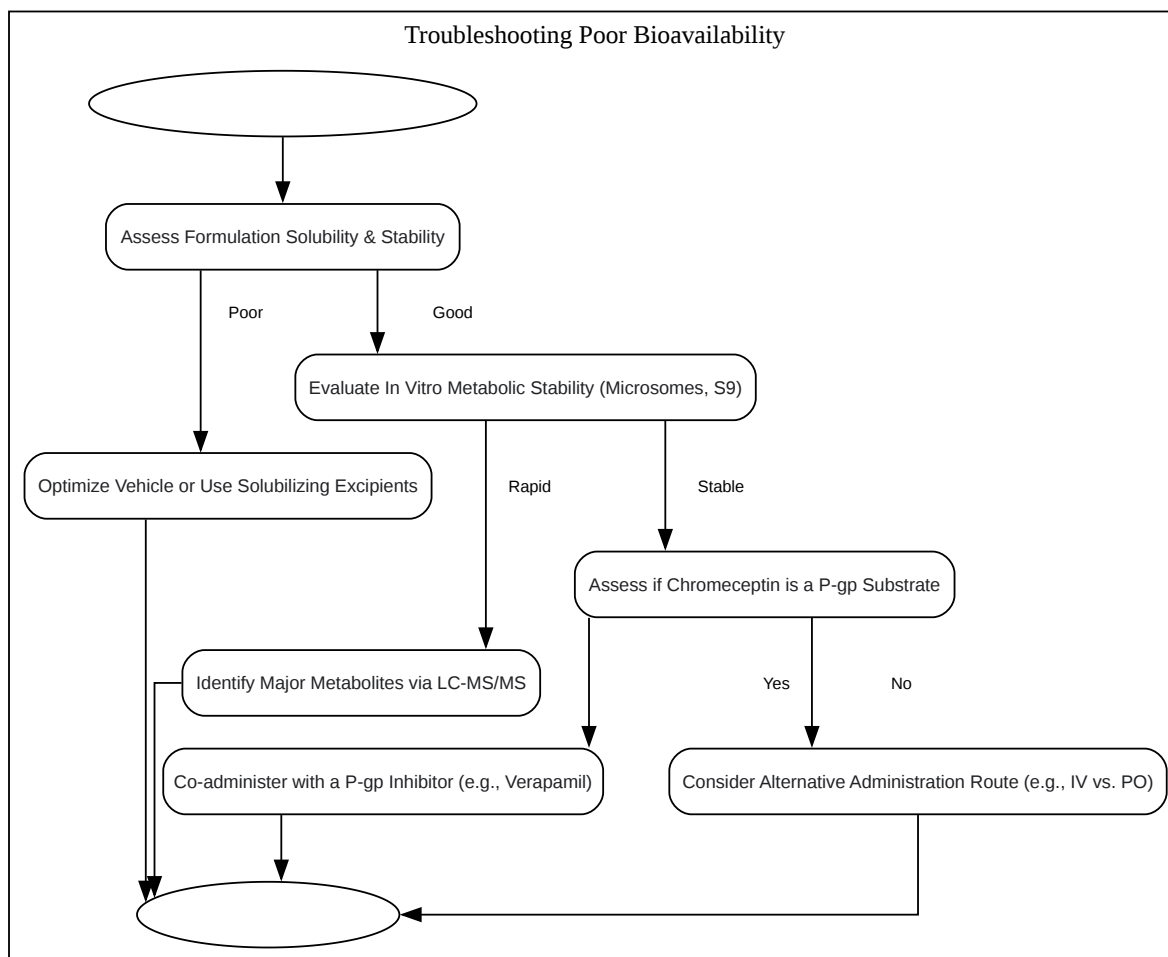 Troubleshooting Poor Bioavailability
Assess Formulation Solubility & Stability
Poor
Good
Evaluate In Vitro Metabolic Stability (Microsomes, S9)
Optimize Vehicle or Use Solubilizing Excipients
Rapid
Stable
Assess if Chromeceptin is a P-gp Substrate
Identify Major Metabolites via LC-MS/MS
Yes
No
Co-administer with a P-gp Inhibitor (e.g., Verapamil)
Consider Alternative Administration Route (e.g., IV vs. PO)